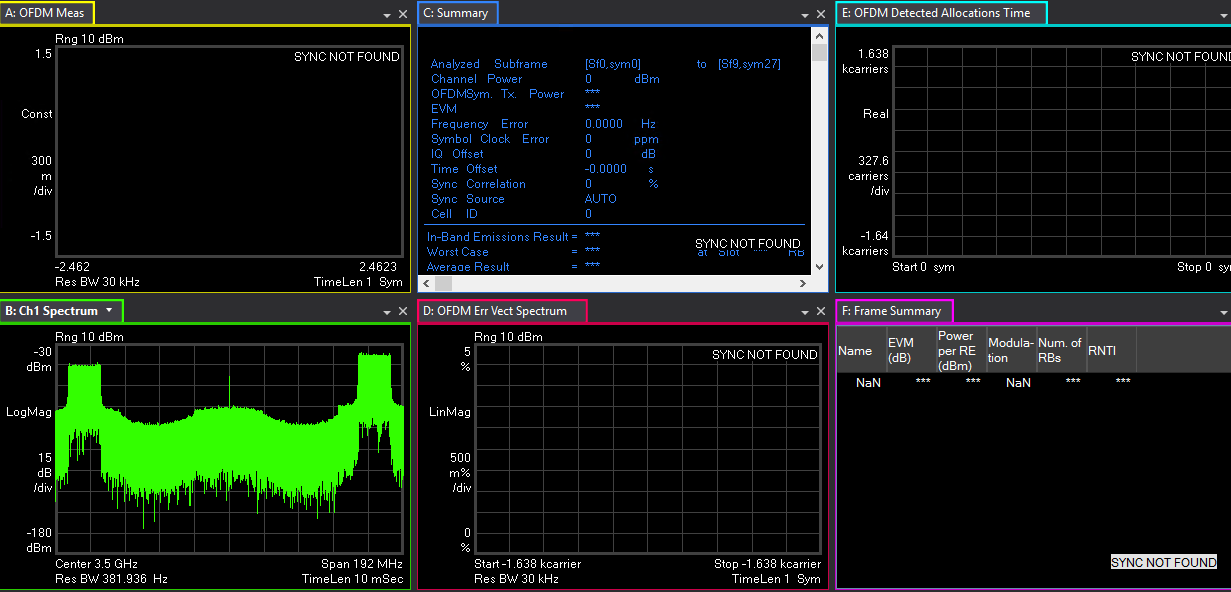 A: OFDM Meas
Rng 10 dBm
SYNC NOT FOUND
1.5
Const
300
m
/div
-1.5
-2.462
2.4623
Res BW 30 kHz
TimeLen 1 Sym
C: Summary
Analyzed Subframe [Sf0,sym0] to [Sf9,sym27]
Channel Power 0 dBm
OFDMSym. Tx. Power ***
EVM ***
Frequency Error 0.0000 Hz
Symbol Clock Error 0 ppm
IQ Offset 0 dB
Time Offset -0.0000 s
Sync Correlation 0 %
Sync Source AUTO
Cell ID 0
In-Band Emissions Result = ***
SYNC NOT FOUND
Worst Case = *** at Slot *** RB
Average Result = ***
E: OFDM Detected Allocations Time
SYNC NOT FOUN
1.638
kcarriers
Real
327.6
carriers
/div
-1.64
kcarriers
Start 0 sym
Stop 0 sy
B: Ch1 Spectrum
Rng 10 dBm
-30
dBm
LogMag
15
dB
/div
-180
dBm
Center 3.5 GHz
Span 192 MHz
Res BW 381.936 Hz
TimeLen 10 mSec
D: OFDM Err Vect Spectrum
Rng 10 dBm
SYNC NOT FOUND
5
%
LinMag
500
m%
/div
0
%
Start -1.638 kcarrier
Stop -1.638 kcarrier
Res BW 30 kHz
TimeLen 1 Sym
F: Frame Summary
Name
EVM
(dB)
Power
per RE
(dBm)
Modula-
tion
Num. of
RBs
RNTI
NaN *** *** NaN *** ***
SYNC NOT FOUND